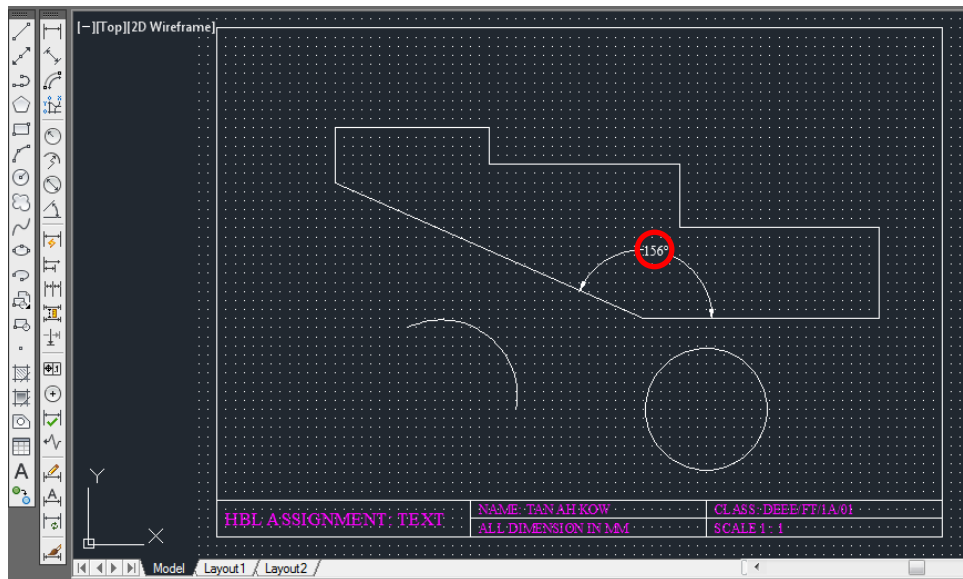 [−][Top][2D Wireframe]
156°
HBL ASSIGNMENT: TEXT
NAME: TAN AH KOW
CLASS: DEEE/FT/1A/01
ALL DIMENSION IN MM
SCALE 1 : 1
Y
X
A
Model
Layout1
Layout2